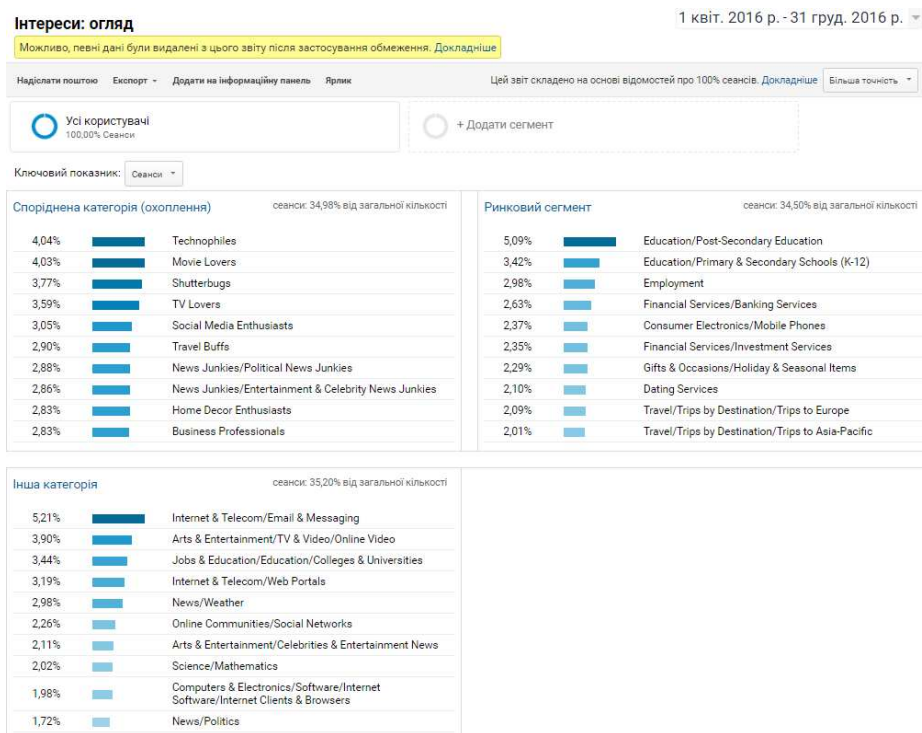 Інтереси: огляд
1 квіт. 2016 р. - 31 груд. 2016 р.
Можливо, певні дані були видалені з цього звіту після застосування обмеження. Докладніше
Надіслати поштою Експорт Додати на інформаційну панель Ярлик
Цей звіт складено на основі відомостей про 100% сеансів. Докладніше Більша точність
Усі користувачі
100,00% Сеанси
+ Додати сегмент
Ключовий показник: Сеанси
Споріднена категорія (охоплення) сеанси: 34,98% від загальної кількості
4,04% Technophiles
4,03% Movie Lovers
3,77% Shutterbugs
3,59% TV Lovers
3,05% Social Media Enthusiasts
2,90% Travel Buffs
2,88% News Junkies/Political News Junkies
2,86% News Junkies/Entertainment & Celebrity News Junkies
2,83% Home Decor Enthusiasts
2,83% Business Professionals
Ринковий сегмент сеанси: 34,50% від загальної кількості
5,09% Education/Post-Secondary Education
3,42% Education/Primary & Secondary Schools (K-12)
2,98% Employment
2,63% Financial Services/Banking Services
2,37% Consumer Electronics/Mobile Phones
2,35% Financial Services/Investment Services
2,29% Gifts & Occasions/Holiday & Seasonal Items
2,10% Dating Services
2,09% Travel/Trips by Destination/Trips to Europe
2,01% Travel/Trips by Destination/Trips to Asia-Pacific
Інша категорія сеанси: 35,20% від загальної кількості
5,21% Internet & Telecom/Email & Messaging
3,90% Arts & Entertainment/TV & Video/Online Video
3,44% Jobs & Education/Education/Colleges & Universities
3,19% Internet & Telecom/Web Portals
2,98% News/Weather
2,26% Online Communities/Social Networks
2,11% Arts & Entertainment/Celebrities & Entertainment News
2,02% Science/Mathematics
1,98% Computers & Electronics/Software/Internet
Software/Internet Clients & Browsers
1,72% News/Politics